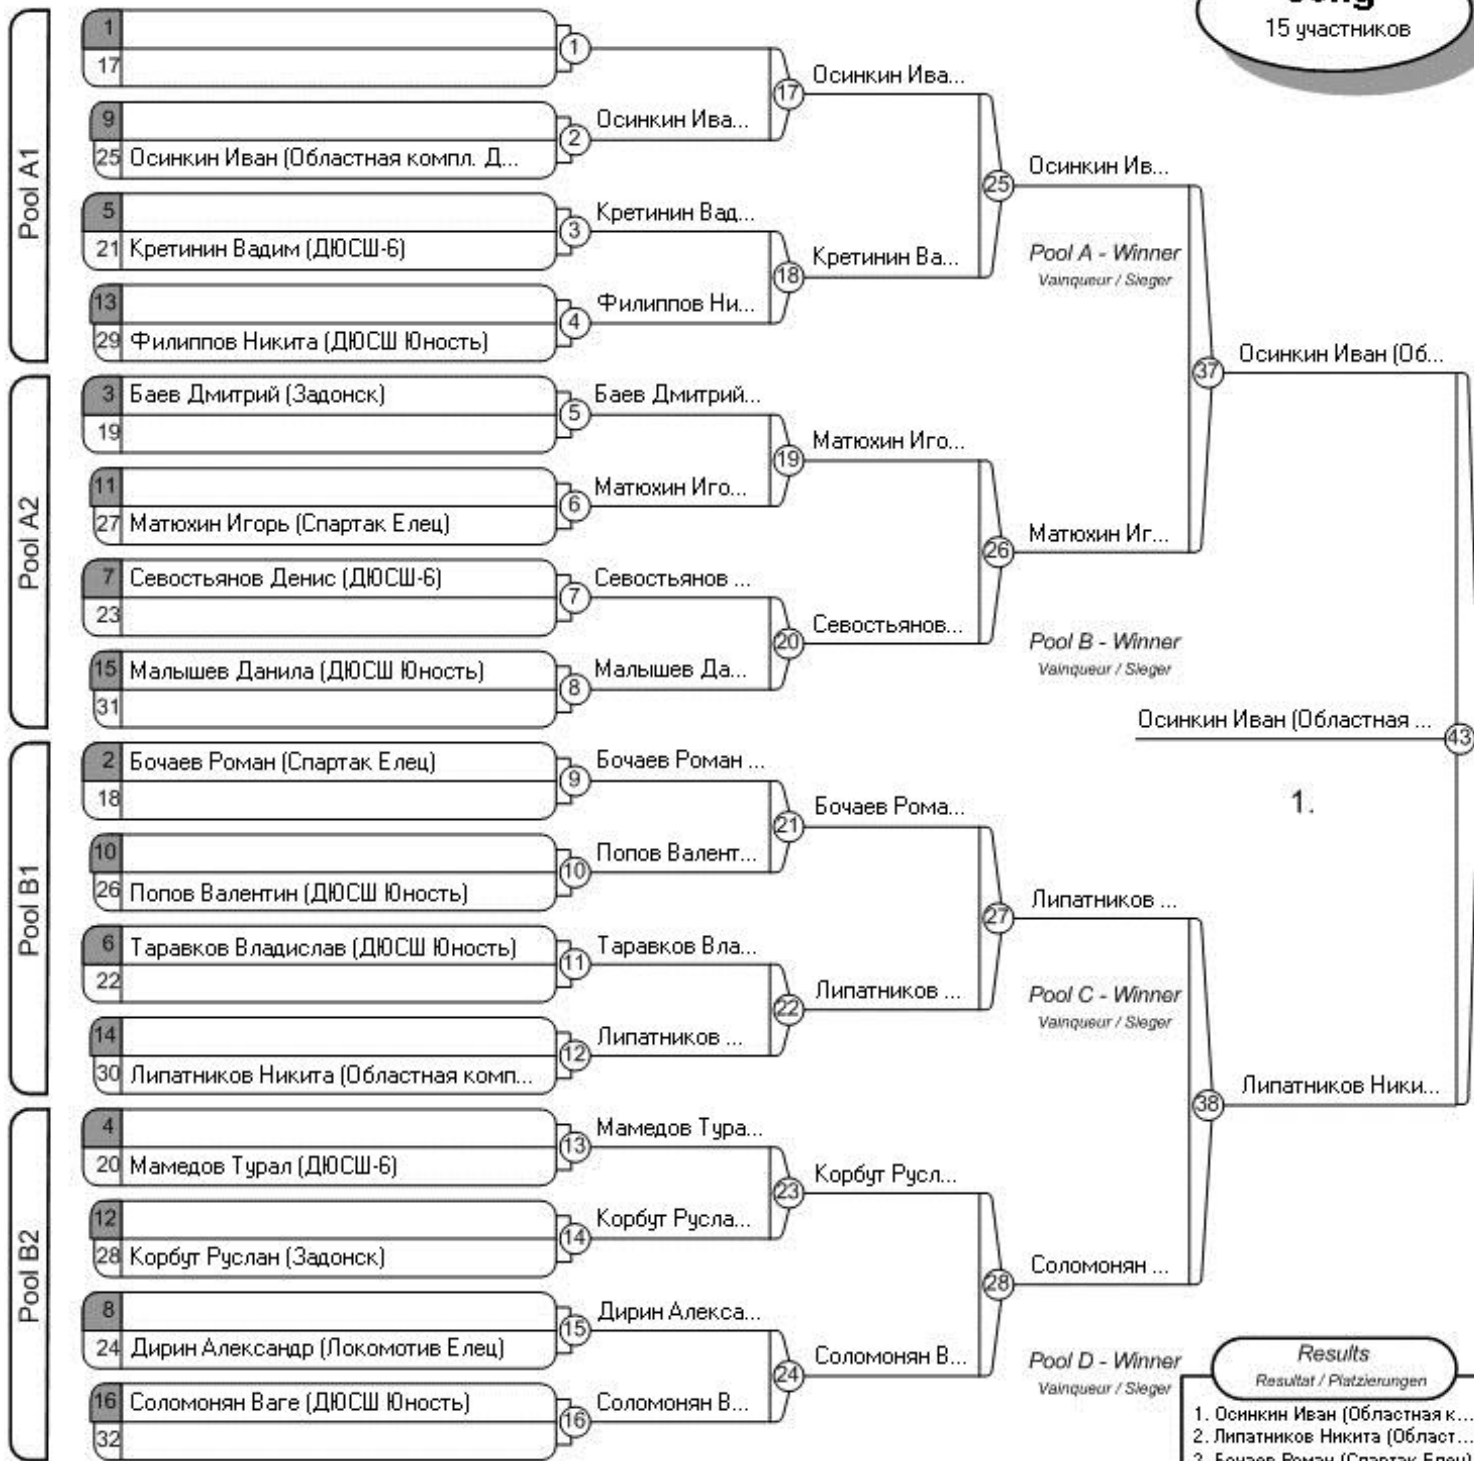 15 участников
Pool A1
1
17
1
9
25 Осинкин Иван (Областная компл. Д...
2
Осинкин Ива...
17
Осинкин Ива...
5
21 Кретинин Вадим (ДЮСШ-6)
3
Кретинин Вад...
13
29 Филиппов Никита (ДЮСШ Юность)
4
Филиппов Ни...
18
Кретинин Ва...
25
Осинкин Ив...
Pool A - Winner
Vainqueur / Sieger
Pool A2
3 Баев Дмитрий (Задонск)
19
5
Баев Дмитрий...
11
27 Матюхин Игорь (Спартак Елец)
6
Матюхин Иго...
19
Матюхин Иго...
7 Севостьянов Денис (ДЮСШ-6)
23
7
Севостьянов ...
15 Малышев Данила (ДЮСШ Юность)
31
8
Малышев Да...
20
Севостьянов...
26
Матюхин Иг...
37
Осинкин Иван (Об...
Pool B - Winner
Vainqueur / Sieger
Осинкин Иван (Областная ...
43
1.
Pool B1
2 Бочаев Роман (Спартак Елец)
18
9
Бочаев Роман ...
10
26 Попов Валентин (ДЮСШ Юность)
10
Попов Валент...
21
Бочаев Рома...
6 Таравков Владислав (ДЮСШ Юность)
22
11
Таравков Вла...
14
30 Липатников Никита (Областная комп...
12
Липатников ...
22
Липатников ...
27
Липатников ...
Pool C - Winner
Vainqueur / Sieger
Pool B2
4
20 Мамедов Турал (ДЮСШ-6)
13
Мамедов Тура...
12
28 Корбут Руслан (Задонск)
14
Корбут Русла...
23
Корбут Русл...
8
24 Дирин Александр (Локомотив Елец)
15
Дирин Алекса...
16 Соломонян Ваге (ДЮСШ Юность)
32
16
Соломонян В...
24
Соломонян В...
28
Соломонян ...
38
Липатников Ники...
Pool D - Winner
Vainqueur / Sieger
Results
Resultat / Platzierungen
1. Осинкин Иван (Областная к...
2. Липатников Никита (Област...
3. Бочаев Роман (Спартак Елец)